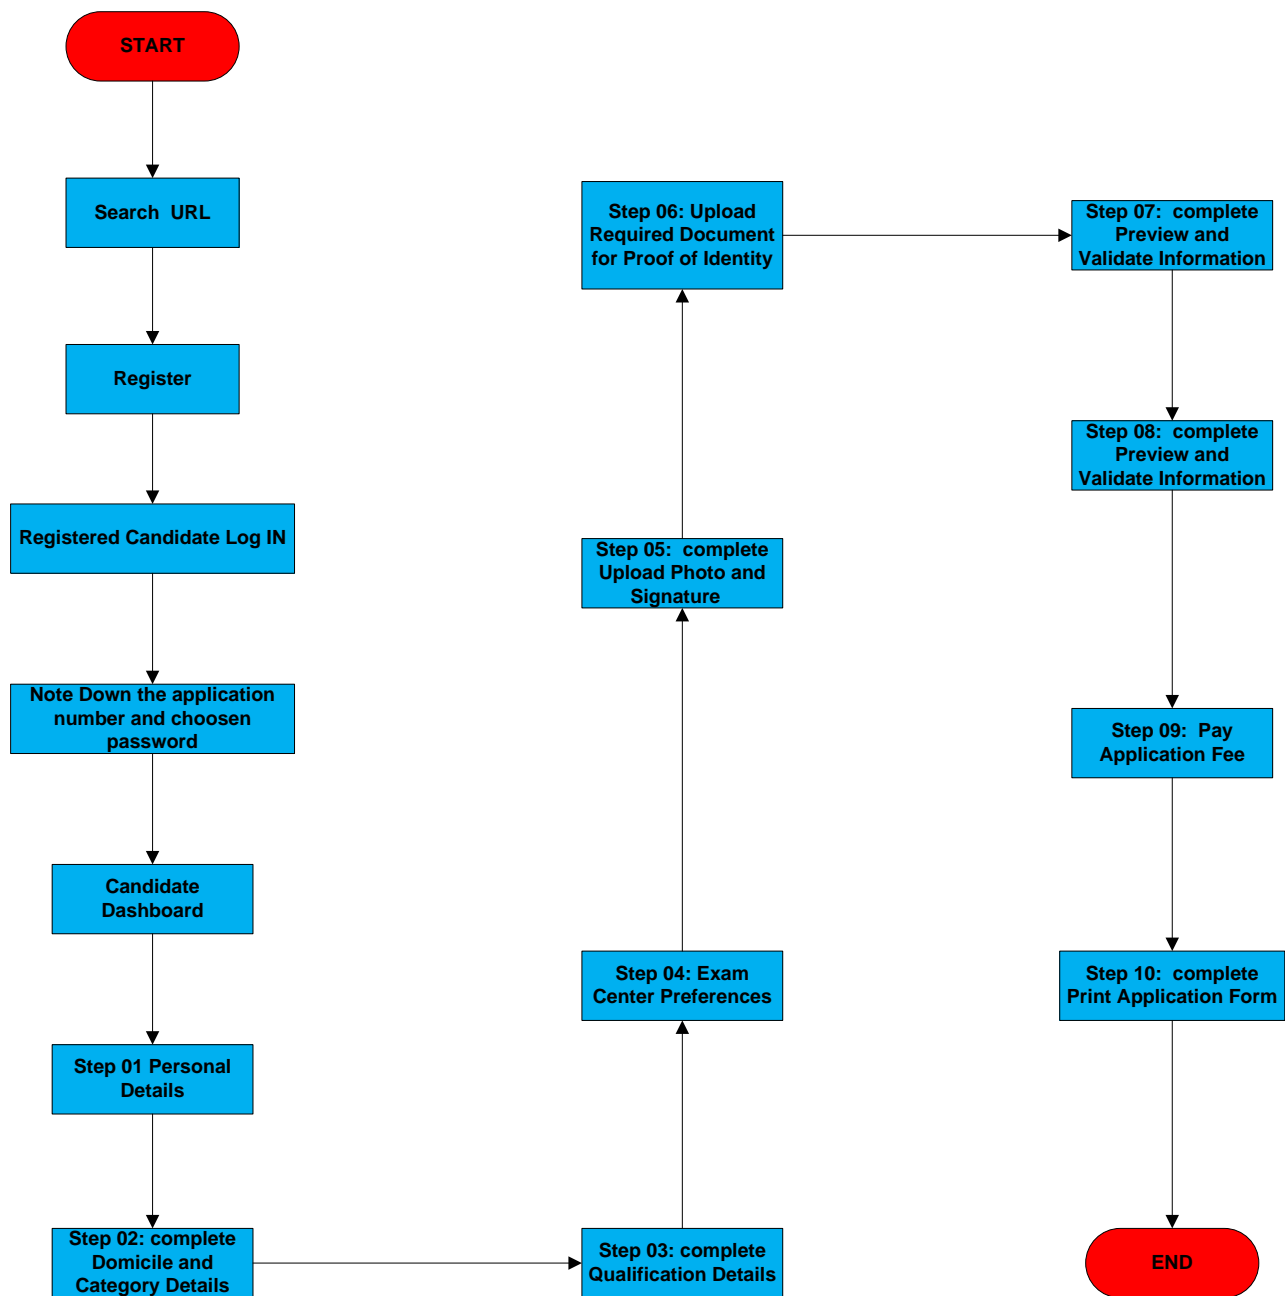 START
Search  URL
Register
Registered Candidate Log IN
Note Down the application
number and choosen
password
Candidate
Dashboard
Step 01 Personal
Details
Step 02: complete
Domicile and
Category Details
Step 03: complete
Qualification Details
Step 04: Exam
Center Preferences
Step 05:  complete
Upload Photo and
Signature
Step 06: Upload
Required Document
for Proof of Identity
Step 07:  complete
Preview and
Validate Information
Step 08:  complete
Preview and
Validate Information
Step 09:  Pay
Application Fee
Step 10:  complete
Print Application Form
END